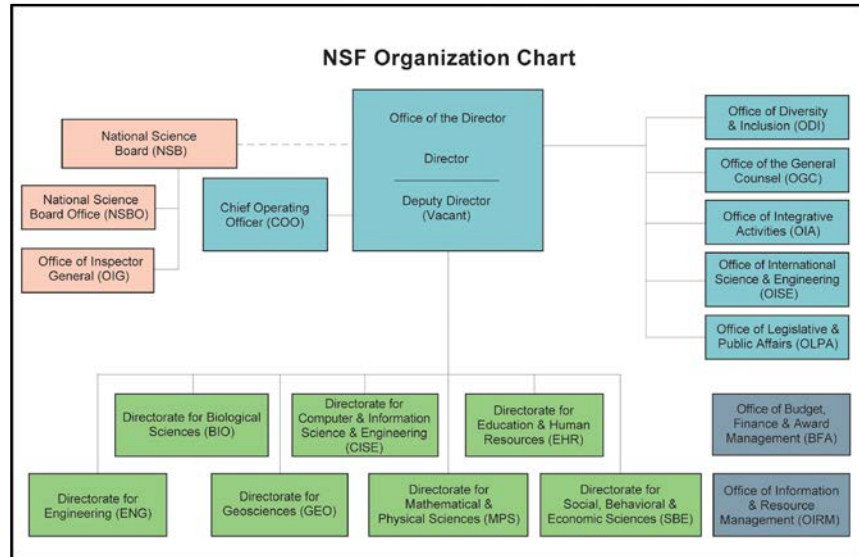 NSF Organization Chart
Office of the Director
Director
Deputy Director
(Vacant)
National Science
Board (NSB)
National Science
Board Office (NSBO)
Office of Inspector
General (OIG)
Chief Operating
Officer (COO)
Office of Diversity
& Inclusion (ODI)
Office of the General
Counsel (OGC)
Office of Integrative
Activities (OIA)
Office of International
Science & Engineering
(OISE)
Office of Legislative &
Public Affairs (OLPA)
Directorate for Biological
Sciences (BIO)
Directorate for
Computer & Information
Science & Engineering
(CISE)
Directorate for
Education & Human
Resources (EHR)
Office of Budget,
Finance & Award
Management (BFA)
Directorate for
Engineering (ENG)
Directorate for
Geosciences (GEO)
Directorate for
Mathematical &
Physical Sciences (MPS)
Directorate for
Social, Behavioral &
Economic Sciences (SBE)
Office of Information
& Resource
Management (OIRM)